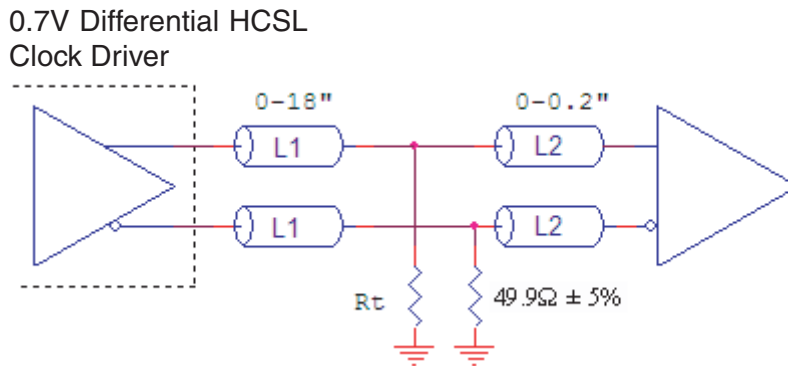 0.7V Differential HCSL
Clock Driver
0-18"
0-0.2"
L1
L2
L1
L2
Rt
49.9Ω ± 5%